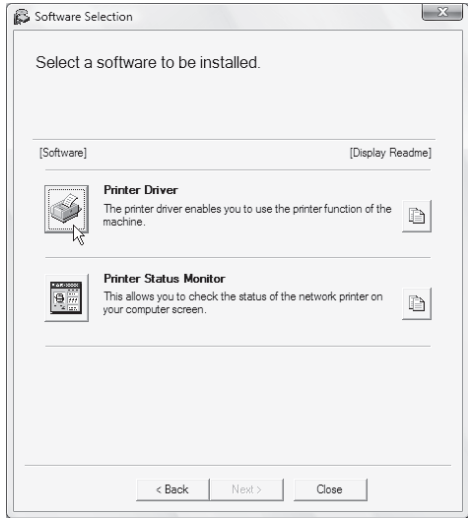 Software Selection
Select a software to be installed.
[Software] [Display Readme]
Printer Driver
The printer driver enables you to use the printer function of the
machine.
Printer Status Monitor
This allows you to check the status of the network printer on
your computer screen.
< Back Next > Close